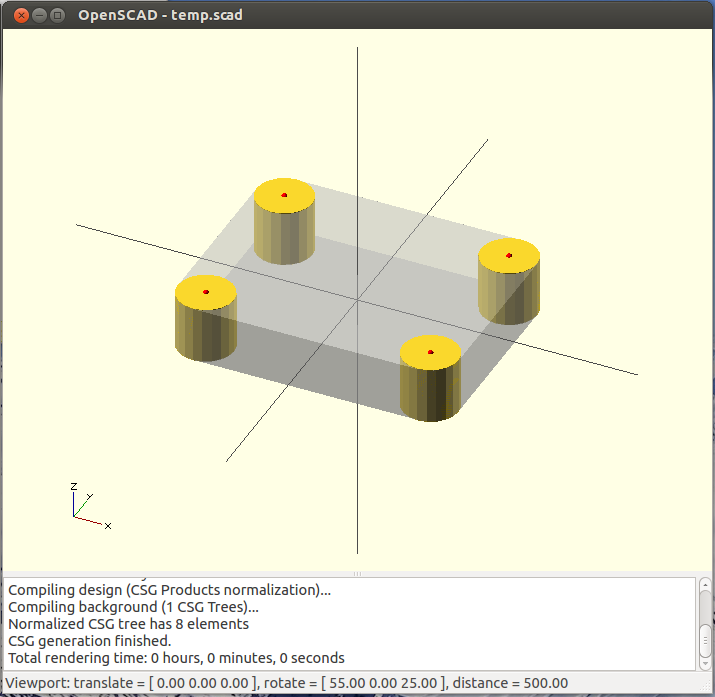 OpenSCAD - temp.scad
Z
Y
X
Compiling design (CSG Products normalization)...
Compiling background (1 CSG Trees)...
Normalized CSG tree has 8 elements
CSG generation finished.
Total rendering time: 0 hours, 0 minutes, 0 seconds
Viewport: translate = [ 0.00 0.00 0.00 ], rotate = [ 55.00 0.00 25.00 ], distance = 500.00